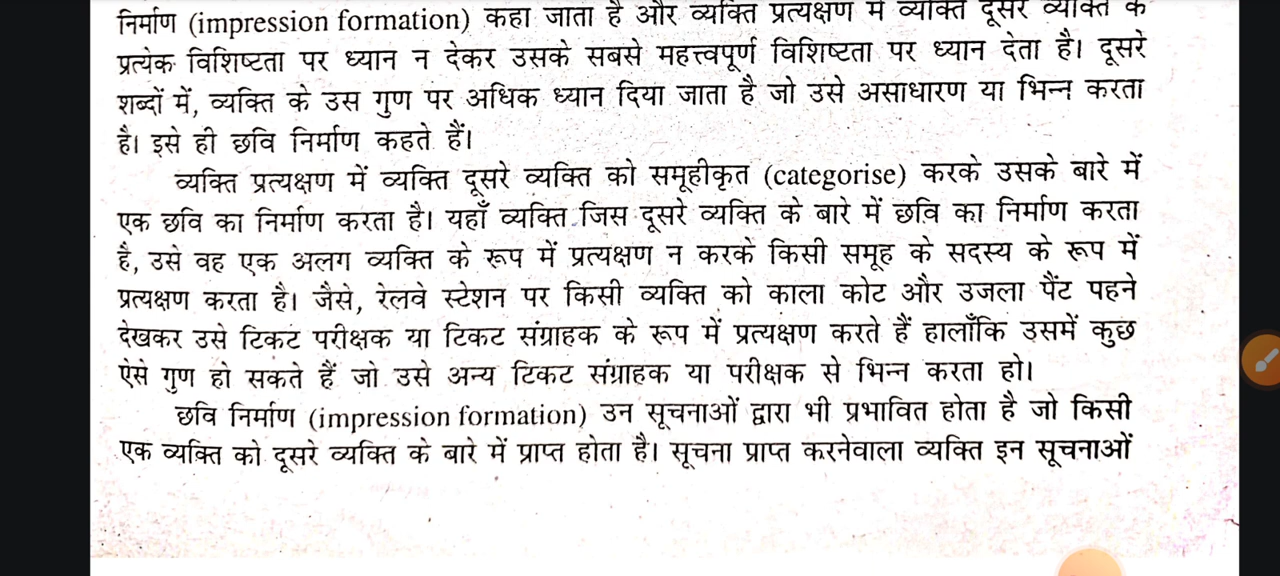 निर्माण (impression formation) कहा जाता है और व्यक्ति प्रत्यक्षण में व्यक्ति दूसरे व्यक्ति के
प्रत्येक विशिष्टता पर ध्यान न देकर उसके सबसे महत्त्वपूर्ण विशिष्टता पर ध्यान देता है। दूसरे
शब्दों में, व्यक्ति के उस गुण पर अधिक ध्यान दिया जाता है जो उसे असाधारण या भिन्न करता
है। इसे ही छवि निर्माण कहते हैं।
व्यक्ति प्रत्यक्षण में व्यक्ति दूसरे व्यक्ति को समूहीकृत (categorise) करके उसके बारे में
एक छवि का निर्माण करता है। यहाँ व्यक्ति जिस दूसरे व्यक्ति के बारे में छवि का निर्माण करता
है, उसे वह एक अलग व्यक्ति के रूप में प्रत्यक्षण न करके किसी समूह के सदस्य के रूप में
प्रत्यक्षण करता है। जैसे, रेलवे स्टेशन पर किसी व्यक्ति को काला कोट और उजला पैंट पहने
देखकर उसे टिकट परीक्षक या टिकट संग्राहक के रूप में प्रत्यक्षण करते हैं हालाँकि उसमें कुछ
ऐसे गुण हो सकते हैं जो उसे अन्य टिकट संग्राहक या परीक्षक से भिन्न करता हो।
छवि निर्माण (impression formation) उन सूचनाओं द्वारा भी प्रभावित होता है जो किसी
एक व्यक्ति को दूसरे व्यक्ति के बारे में प्राप्त होता है। सूचना प्राप्त करनेवाला व्यक्ति इन सूचनाओं